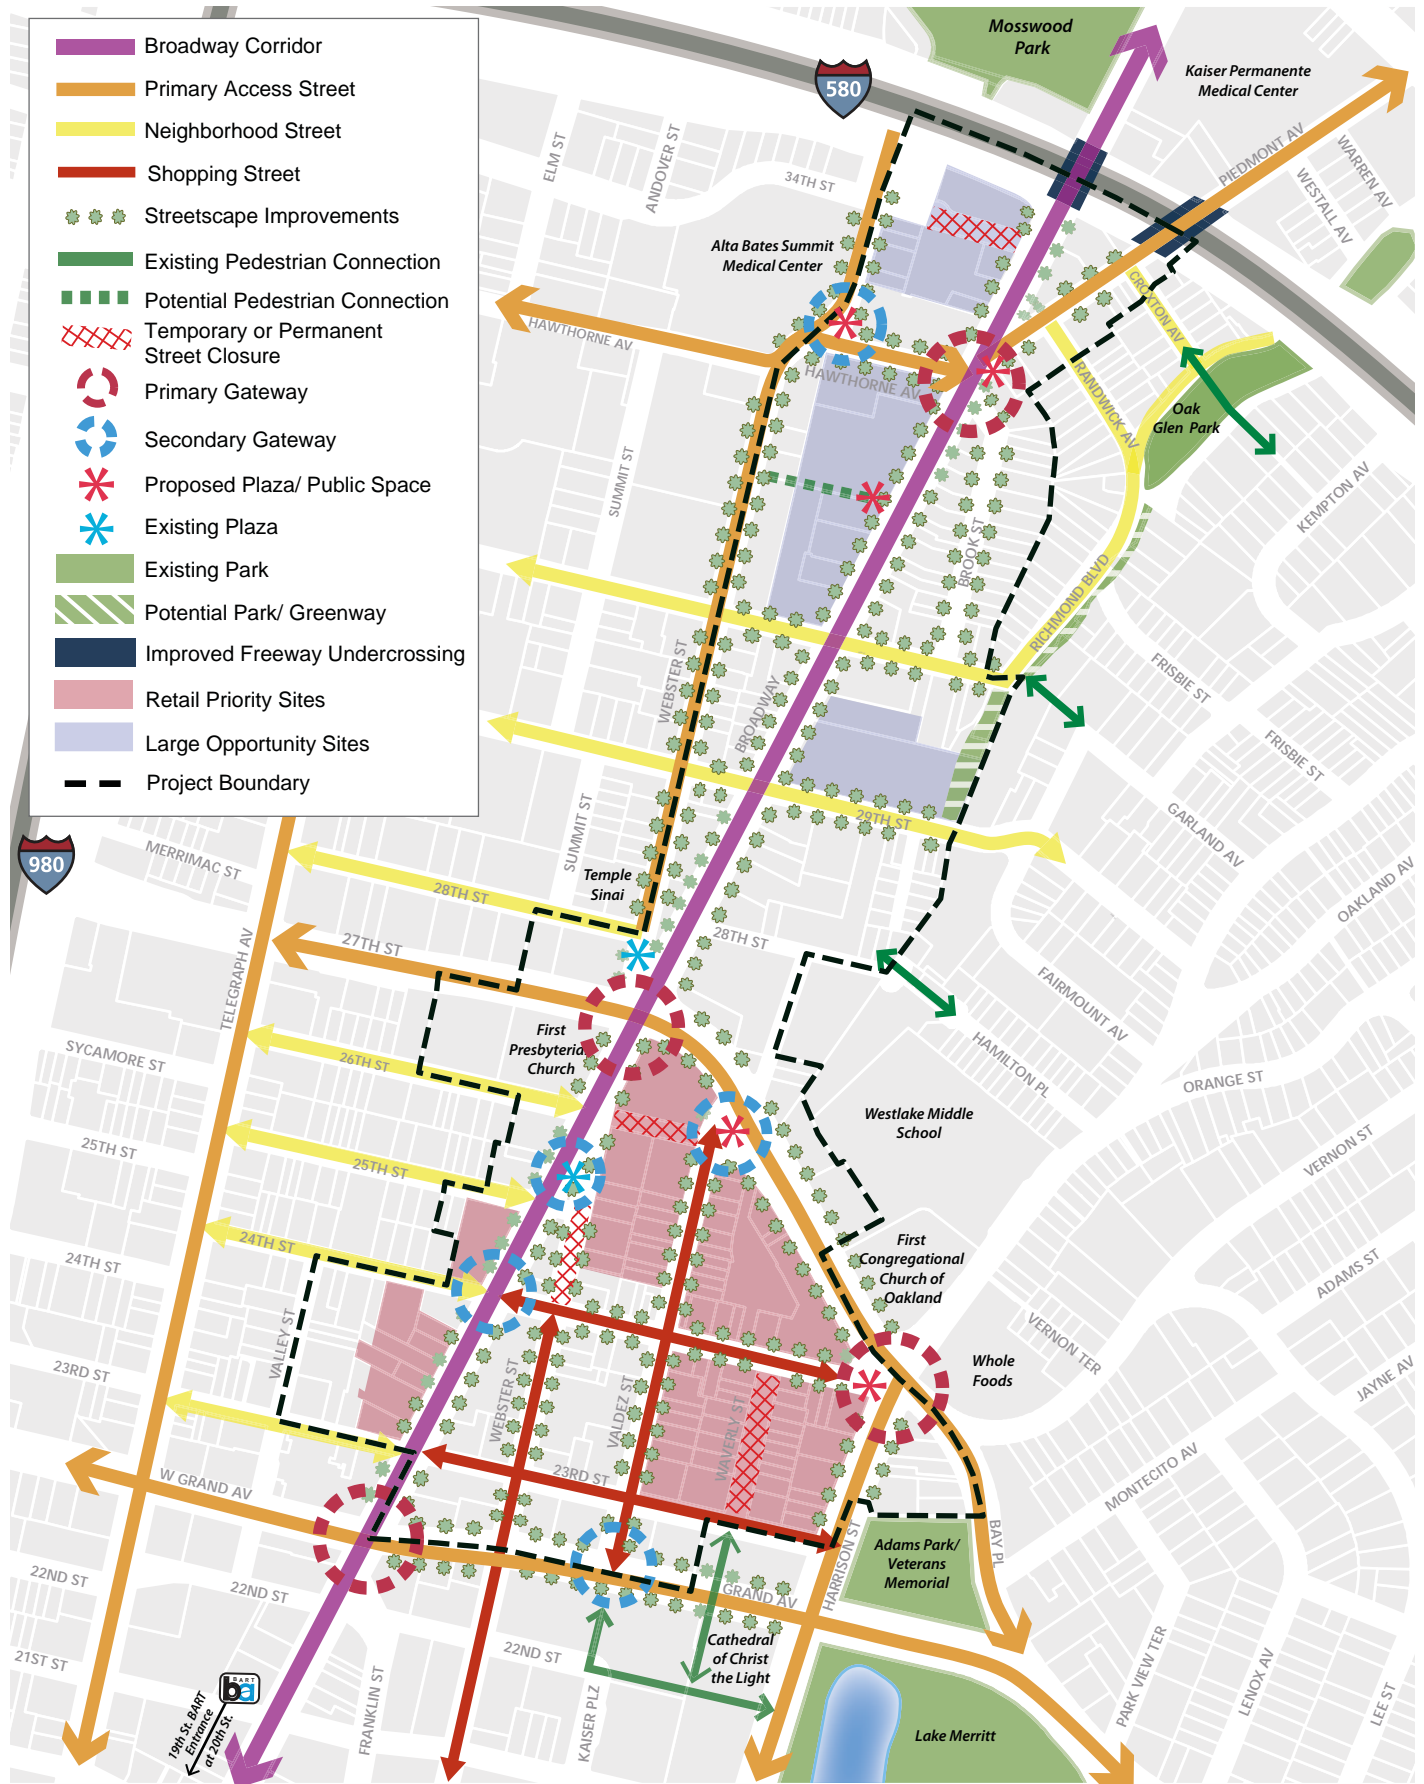 Broadway Corridor
Primary Access Street
Neighborhood Street
Shopping Street
Streetscape Improvements
Existing Pedestrian Connection
Potential Pedestrian Connection
Temporary or Permanent
Street Closure
Primary Gateway
Secondary Gateway
Proposed Plaza/ Public Space
Existing Plaza
Existing Park
Potential Park/ Greenway
Improved Freeway Undercrossing
Retail Priority Sites
Large Opportunity Sites
Project Boundary
Mosswood
Park
580
Kaiser Permanente
Medical Center
PIEDMONT AV
WARREN AV
WESTALL AV
ELM ST
ANDOVER ST
34TH ST
Alta Bates Summit
Medical Center
CROXTON AV
HAWTHORNE AV
HAWTHORNE AV
RANDWICK AV
Oak
Glen Park
SUMMIT ST
KEMPTON AV
BROOK ST
RICHMOND BLVD
FRISBIE ST
WEBSTER ST
BROADWAY
FRISBIE ST
29TH ST
GARLAND AV
SUMMIT ST
980
MERRIMAC ST
28TH ST
Temple
Sinai
OAKLAND AV
27TH ST
28TH ST
TELEGRAPH AV
FAIRMOUNT AV
First
Presbyterian
Church
SYCAMORE ST
26TH ST
HAMILTON PL
ORANGE ST
Westlake Middle
School
25TH ST
25TH ST
VERNON ST
24TH ST
24TH ST
First
Congregational
Church of
Oakland
ADAMS ST
VALLEY ST
VERNON TER
23RD ST
Whole
Foods
JAYNE AV
WEBSTER ST
VALDEZ ST
WAVERLY ST
23RD ST
W GRAND AV
MONTECITO AV
HARRISON ST
BAY PL
Adams Park/
Veterans
Memorial
22ND ST
22ND ST
GRAND AV
22ND ST
Cathedral
of Christ
the Light
21ST ST
BART
ba
19th St. BART
Entrance
at 20th St.
FRANKLIN ST
KAISER PLZ
Lake Merritt
PARK VIEW TER
LENOX AV
LEE ST